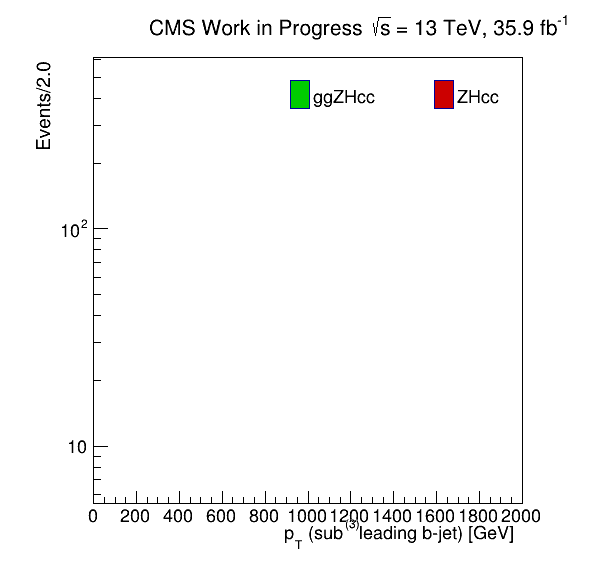 CMS Work in Progress √s = 13 TeV, 35.9 fb⁻¹
Events/2.0
ggZHcc ZHcc
10²
10
0 200 400 600 800 1000 1200 1400 1600 1800 2000
p_T (sub⁽³⁾leading b-jet) [GeV]